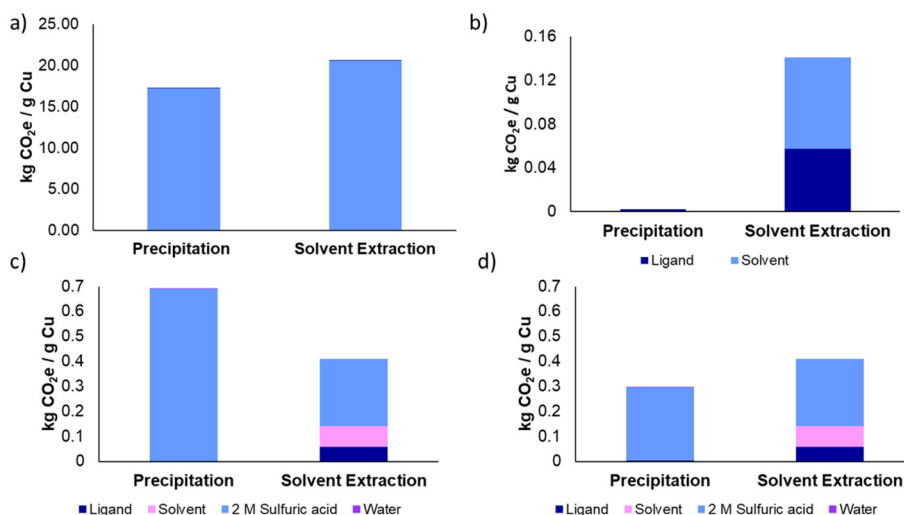 a)
kg CO2e / g Cu
25.00
20.00
15.00
10.00
5.00
0.00
Precipitation Solvent Extraction
b)
kg CO2e / g Cu
0.16
0.12
0.08
0.04
0
Precipitation Solvent Extraction
Ligand Solvent
c)
kg CO2e / g Cu
0.7
0.6
0.5
0.4
0.3
0.2
0.1
0
Precipitation Solvent Extraction
Ligand Solvent 2 M Sulfuric acid Water
d)
kg CO2e / g Cu
0.7
0.6
0.5
0.4
0.3
0.2
0.1
0
Precipitation Solvent Extraction
Ligand Solvent 2 M Sulfuric acid Water